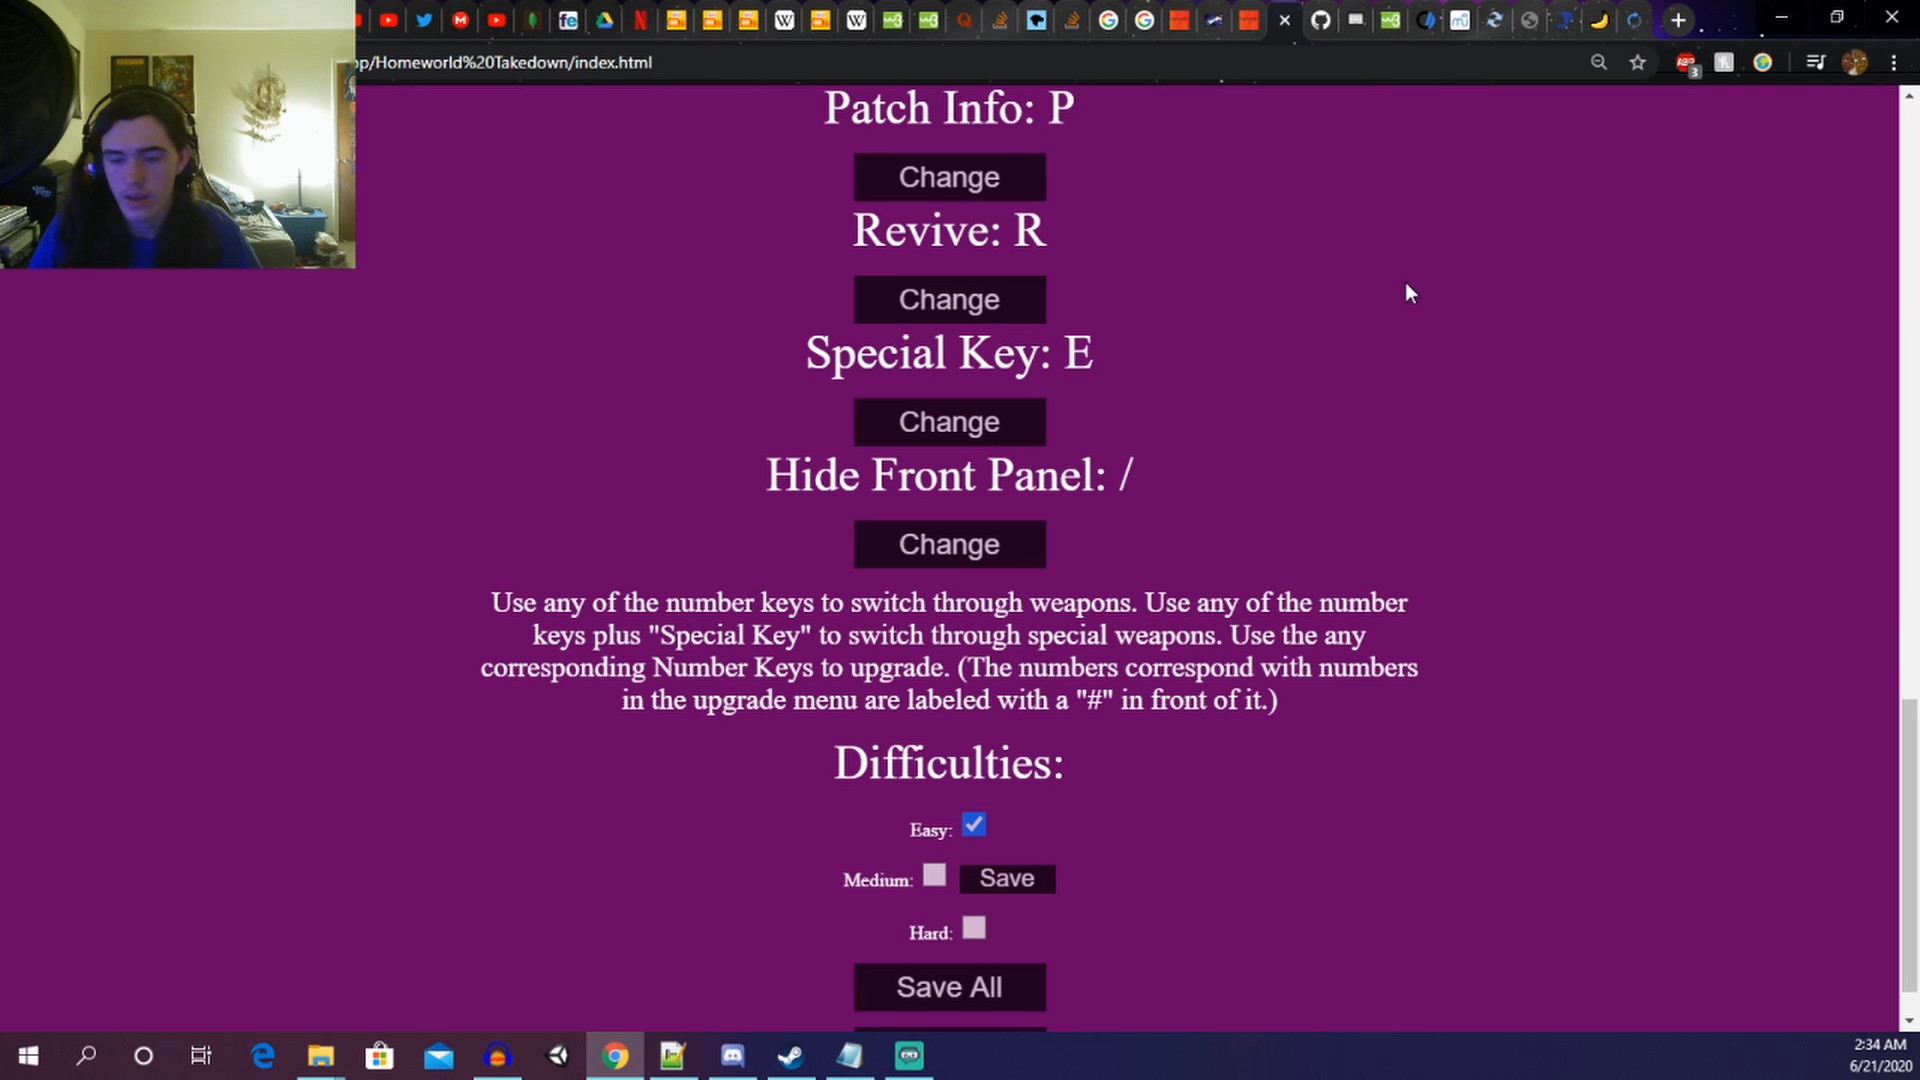 op/Homeworld%20Takedown/index.html
3
Patch Info: P
Change
Revive: R
Change
Special Key: E
Change
Hide Front Panel: /
Change
Use any of the number keys to switch through weapons. Use any of the number
keys plus "Special Key" to switch through special weapons. Use the any
corresponding Number Keys to upgrade. (The numbers correspond with numbers
in the upgrade menu are labeled with a "#" in front of it.)
Difficulties:
Easy:
Medium: Save
Hard:
Save All
2:34 AM
6/21/2020